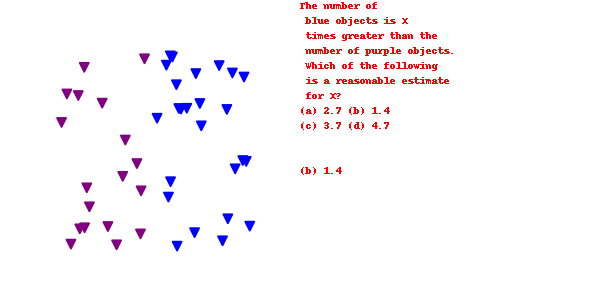 The number of
blue objects is X
times greater than the
number of purple objects.
Which of the following
is a reasonable estimate
for X?
(a) 2.7 (b) 1.4
(c) 3.7 (d) 4.7
(b) 1.4